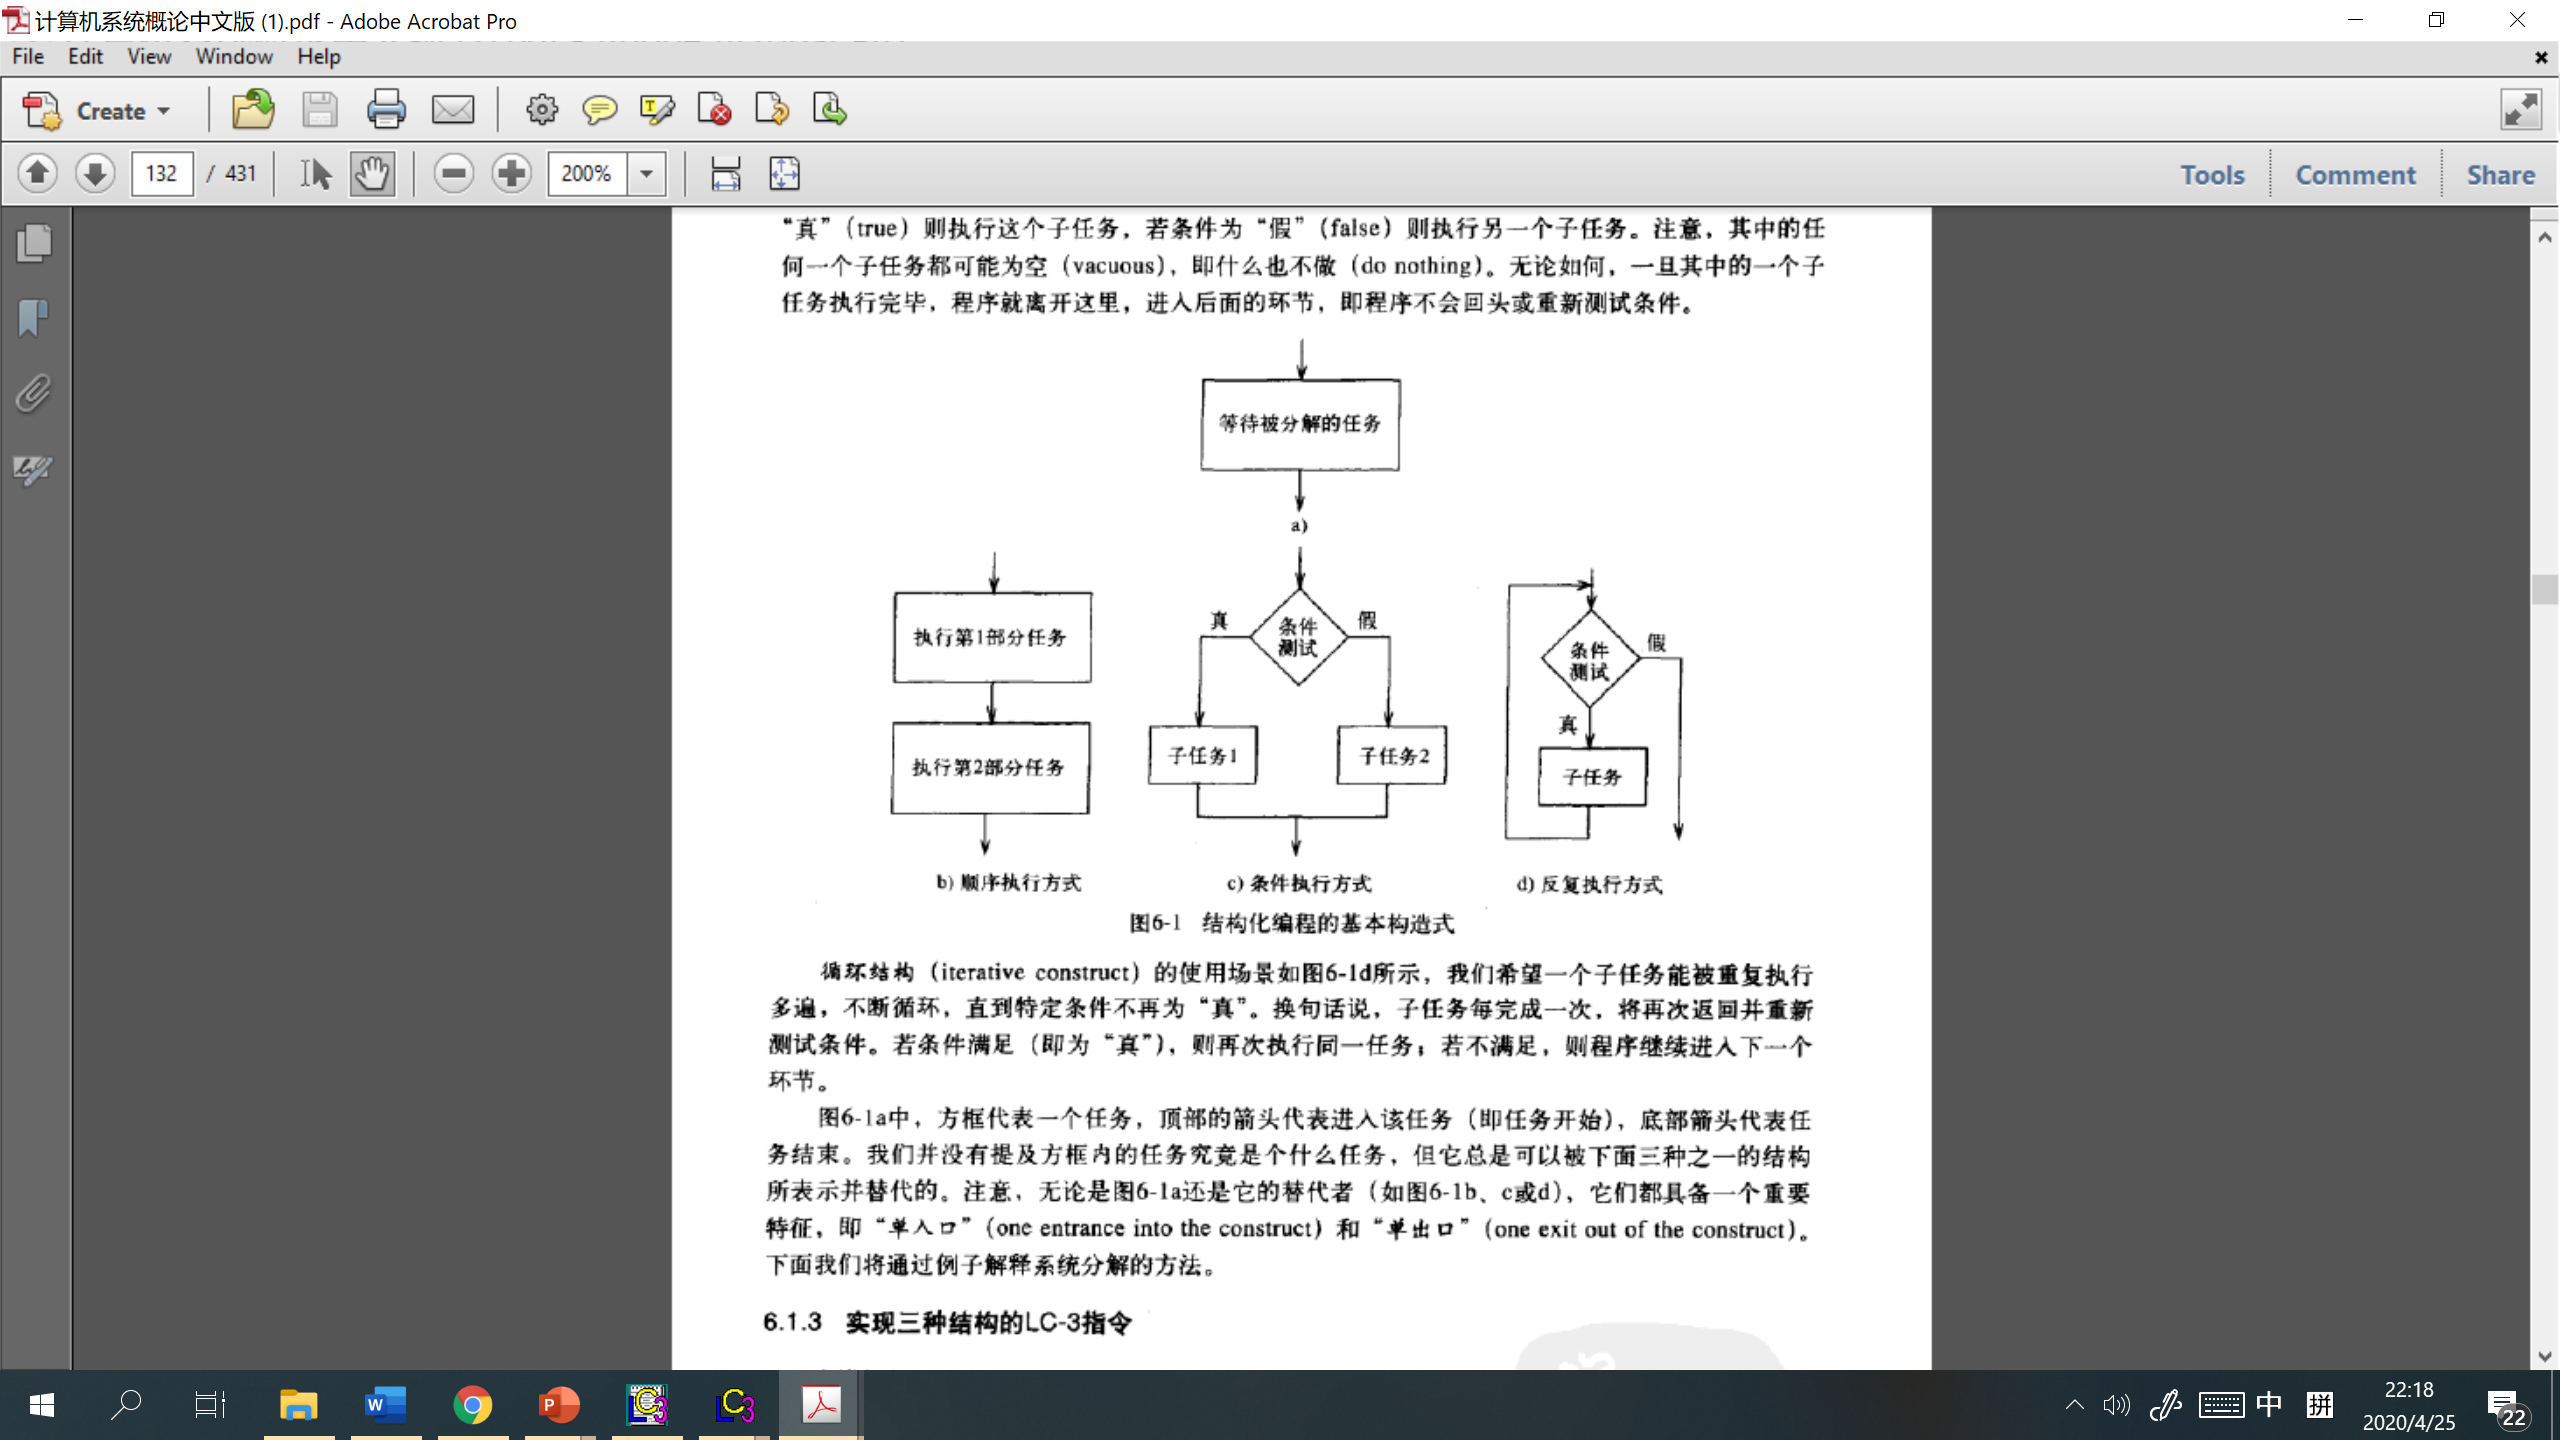 计算机系统概论中文版 (1).pdf - Adobe Acrobat Pro
File Edit View Window Help
Create
132 / 431 200% Tools Comment Share
“真”（true）则执行这个子任务，若条件为“假”（false）则执行另一个子任务。注意，其中的任
何一个子任务都可能为空（vacuous），即什么也不做（do nothing）。无论如何，一旦其中的一个子
任务执行完毕，程序就离开这里，进入后面的环节，即程序不会回头或重新测试条件。
等待被分解的任务
a)
执行第1部分任务
执行第2部分任务
b) 顺序执行方式
真
条件
测试
假
子任务1
子任务2
c) 条件执行方式
条件
测试
假
真
子任务
d) 反复执行方式
图6-1 结构化编程的基本构造式
循环结构（iterative construct）的使用场景如图6-1d所示，我们希望一个子任务能被重复执行
多遍，不断循环，直到特定条件不再为“真”。换句话说，子任务每完成一次，将再次返回并重新
测试条件。若条件满足（即为“真”），则再次执行同一任务；若不满足，则程序继续进入下一个
环节。
图6-1a中，方框代表一个任务，顶部的箭头代表进入该任务（即任务开始），底部箭头代表任
务结束。我们并没有提及方框内的任务究竟是个什么任务，但它总是可以被下面三种之一的结构
所表示并替代的。注意，无论是图6-1a还是它的替代者（如图6-1b、c或d），它们都具备一个重要
特征，即“单入口”（one entrance into the construct）和“单出口”（one exit out of the construct）。
下面我们将通过例子解释系统分解的方法。
6.1.3 实现三种结构的LC-3指令
中 拼
22:18
2020/4/25
22